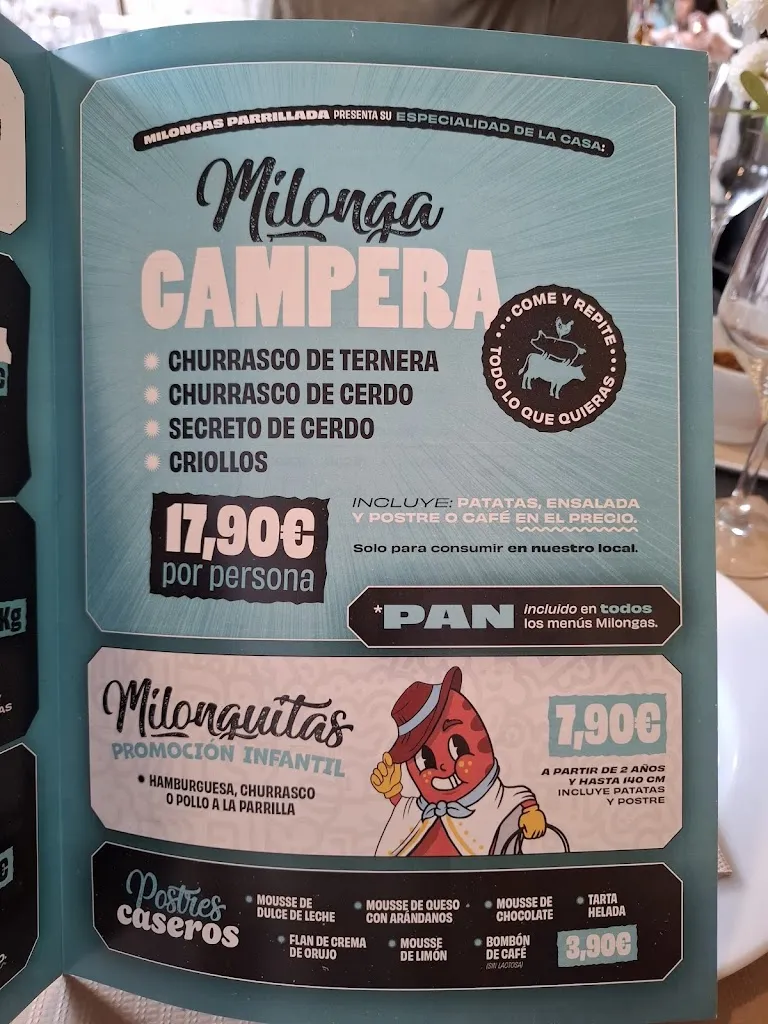 MILONGAS PARRILLADA PRESENTA SU ESPECIALIDAD DE LA CASA:
Milonga
CAMPERA
COME Y REPITE
TODO LO QUE QUIERAS
CHURRASCO DE TERNERA
CHURRASCO DE CERDO
SECRETO DE CERDO
CRIOLLOS
17,90€
por persona
INCLUYE: PATATAS, ENSALADA
Y POSTRE O CAFÉ EN EL PRECIO.
Solo para consumir en nuestro local.
*PAN incluido en todos
los menús Milongas.
Milonguitas
PROMOCIÓN INFANTIL
• HAMBURGUESA, CHURRASCO
O POLLO A LA PARRILLA
7,90€
A PARTIR DE 2 AÑOS
Y HASTA 140 CM
INCLUYE PATATAS
Y POSTRE
Postres
caseros
MOUSSE DE
DULCE DE LECHE
MOUSSE DE QUESO
CON ARÁNDANOS
MOUSSE DE
CHOCOLATE
TARTA
HELADA
FLAN DE CREMA
DE ORUJO
MOUSSE
DE LIMÓN
BOMBÓN
DE CAFÉ
(SIN LACTOSA)
3,90€
Kg
AS